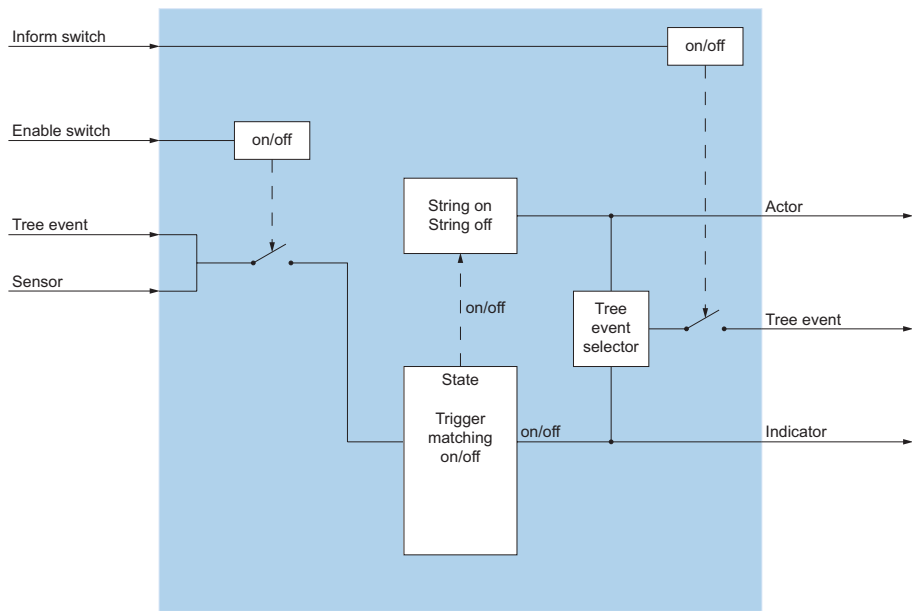 Inform switch
on/off
Enable switch
on/off
Tree event
Sensor
String on
String off
Actor
on/off
Tree
event
selector
Tree event
State
Trigger
matching
on/off
on/off
Indicator